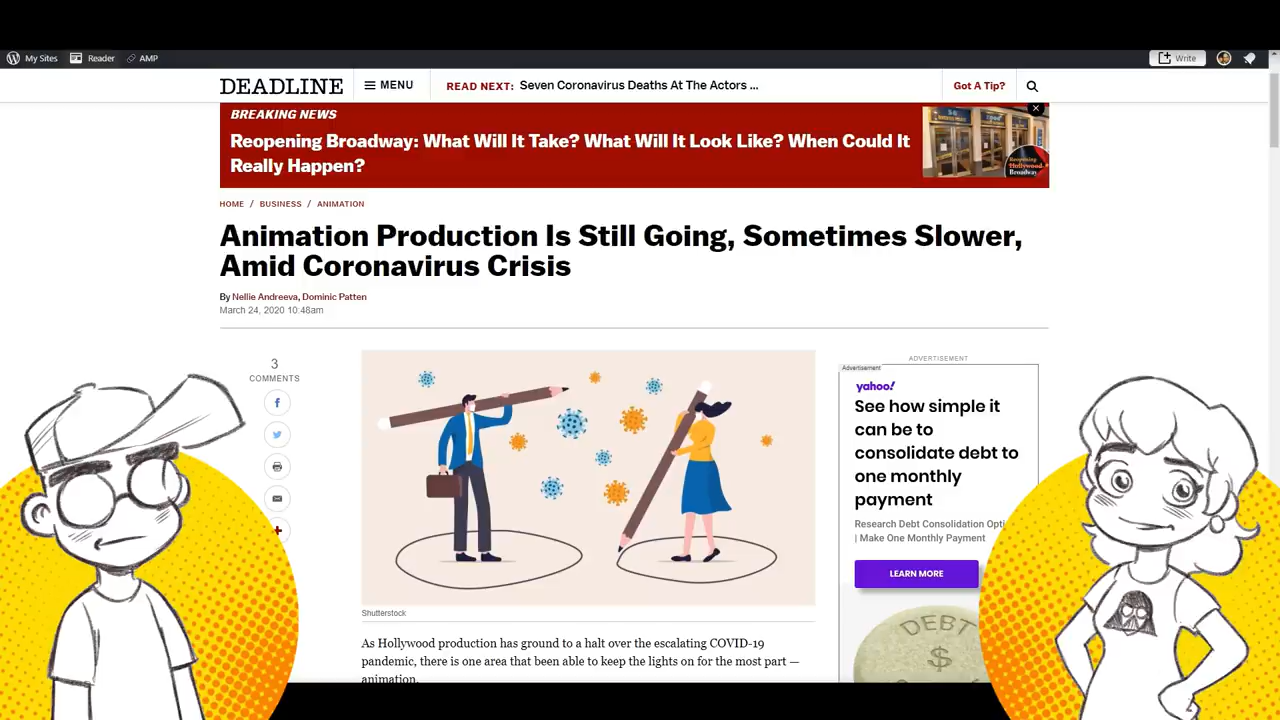 My Sites Reader AMP Write
DEADLINE MENU READ NEXT: Seven Coronavirus Deaths At The Actors ... Got A Tip?
BREAKING NEWS
Reopening Broadway: What Will It Take? What Will It Look Like? When Could It
Really Happen?
Reopening
Hollywood
Broadway
HOME / BUSINESS / ANIMATION
Animation Production Is Still Going, Sometimes Slower,
Amid Coronavirus Crisis
By Nellie Andreeva, Dominic Patten
March 24, 2020 10:48am
3
COMMENTS
Shutterstock
As Hollywood production has ground to a halt over the escalating COVID-19
pandemic, there is one area that been able to keep the lights on for the most part —
animation.
ADVERTISEMENT
Advertisement
yahoo!
See how simple it
can be to
consolidate debt to
one monthly
payment
Research Debt Consolidation Opti
| Make One Monthly Payment
LEARN MORE
DEBT
$